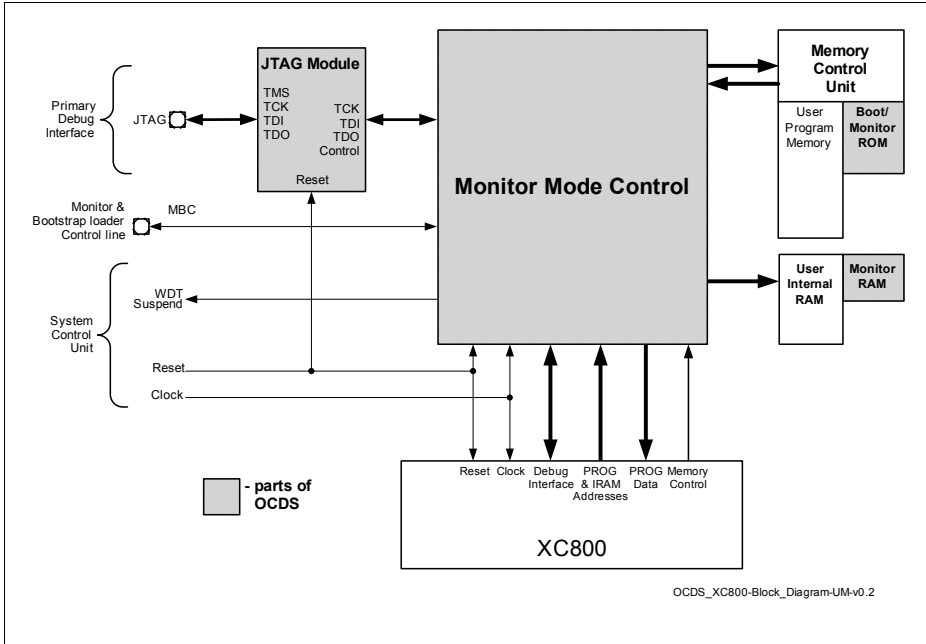 JTAG Module
TMS
TCK
TDI
TDO
TCK
TDI
TDO
Control
Reset
Primary
Debug
Interface
JTAG
Monitor &
Bootstrap loader
Control line
MBC
WDT
Suspend
System
Control
Unit
Reset
Clock
Monitor Mode Control
Memory
Control
Unit
User
Program
Memory
Boot/
Monitor
ROM
User
Internal
RAM
Monitor
RAM
Reset
Clock
Debug
Interface
PROG
& IRAM
Addresses
PROG
Data
Memory
Control
XC800
- parts of
OCDS
OCDS_XC800-Block_Diagram-UM-v0.2